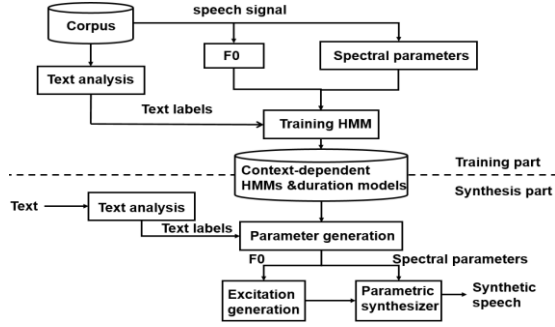 speech signal
Corpus
F0
Spectral parameters
Text analysis
Text labels
Training HMM
Context-dependent
HMMs &duration models
Training part
Synthesis part
Text
Text analysis
Text labels
Parameter generation
F0
Spectral parameters
Excitation
generation
Parametric
synthesizer
Synthetic
speech